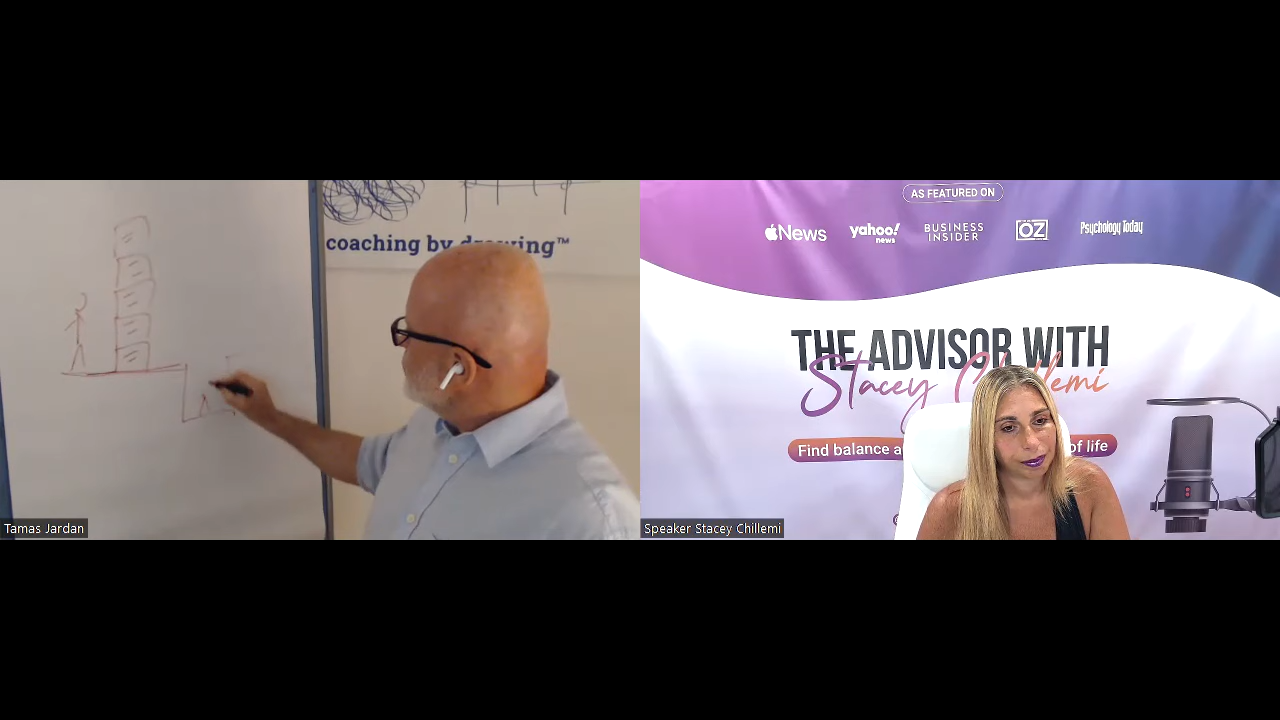 coaching by drawing™
Tamas Jardan
AS FEATURED ON
News
yahoo!
news
BUSINESS
INSIDER
OZ
Psychology Today
THE ADVISOR WITH
Stacey Chillemi
Find balance a
of life
Speaker Stacey Chillemi